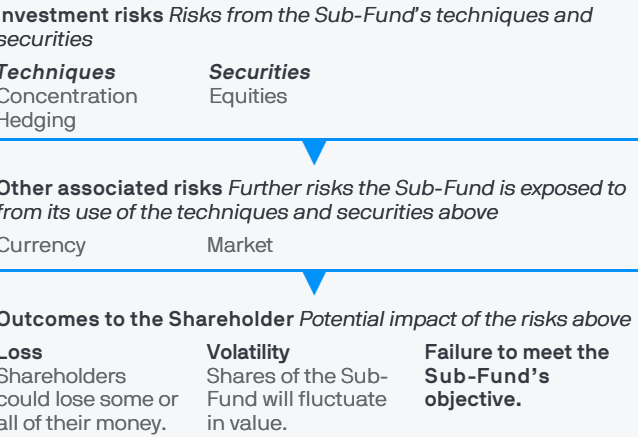 Investment risks Risks from the Sub-Fund's techniques and
securities
Techniques Securities
Concentration Equities
Hedging
Other associated risks Further risks the Sub-Fund is exposed to
from its use of the techniques and securities above
Currency Market
Outcomes to the Shareholder Potential impact of the risks above
Loss
Shareholders
could lose some or
all of their money.
Volatility
Shares of the Sub-
Fund will fluctuate
in value.
Failure to meet the
Sub-Fund's
objective.